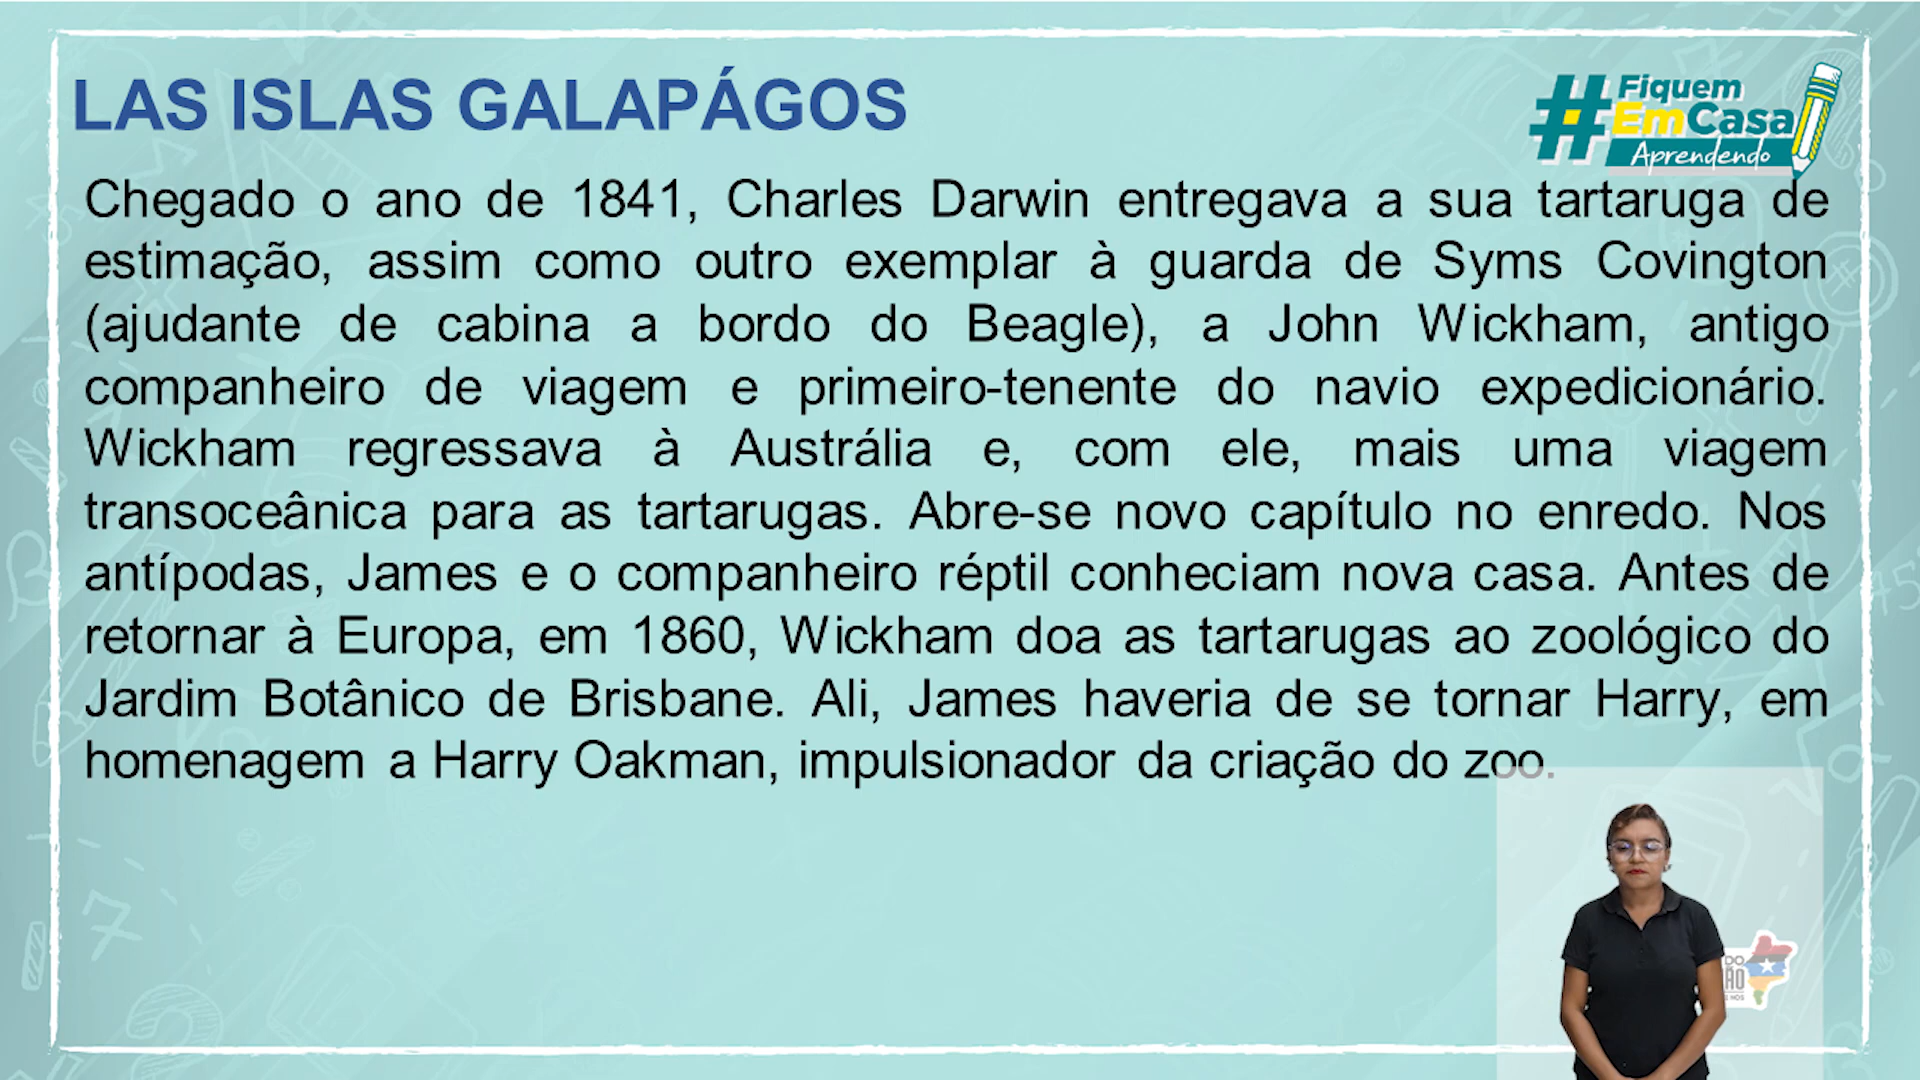 LAS ISLAS GALAPÁGOS
#Fiquem
EmCasa
Aprendendo
Chegado o ano de 1841, Charles Darwin entregava a sua tartaruga de
estimação, assim como outro exemplar à guarda de Syms Covington
(ajudante de cabina a bordo do Beagle), a John Wickham, antigo
companheiro de viagem e primeiro-tenente do navio expedicionário.
Wickham regressava à Austrália e, com ele, mais uma viagem
transoceânica para as tartarugas. Abre-se novo capítulo no enredo. Nos
antípodas, James e o companheiro réptil conheciam nova casa. Antes de
retornar à Europa, em 1860, Wickham doa as tartarugas ao zoológico do
Jardim Botânico de Brisbane. Ali, James haveria de se tornar Harry, em
homenagem a Harry Oakman, impulsionador da criação do zoo.
DO
ÃO